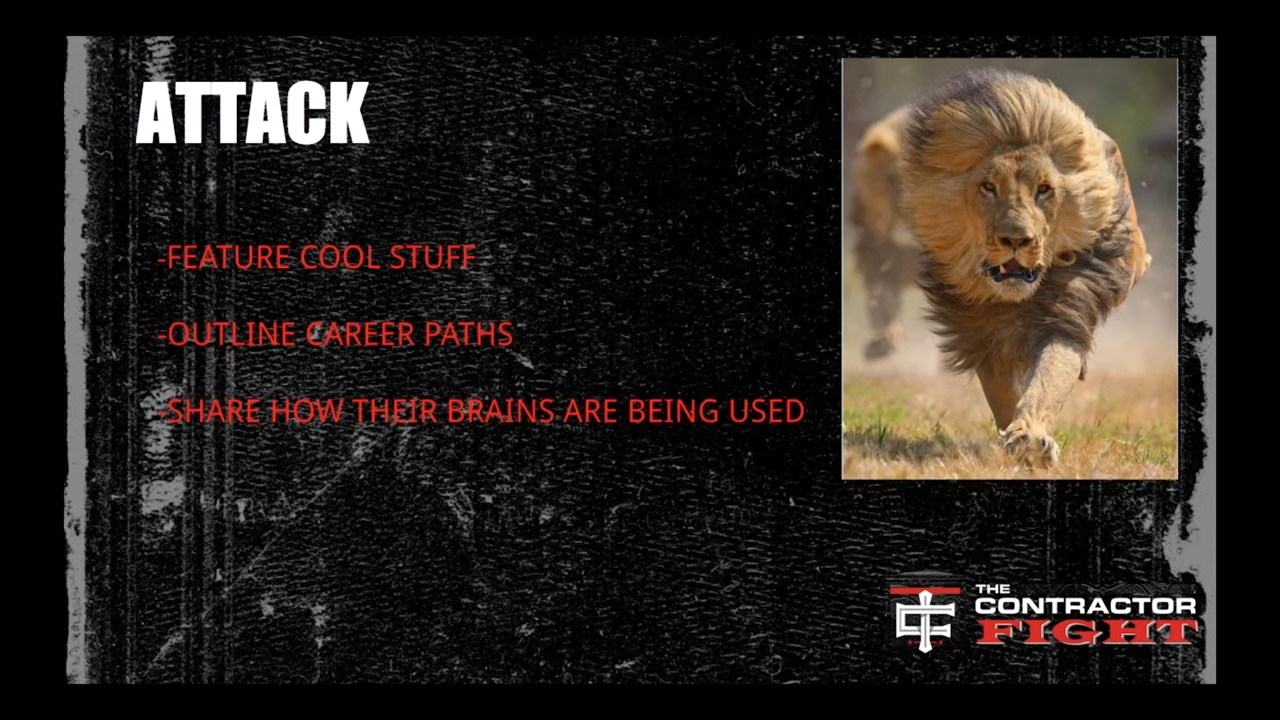 ATTACK
-FEATURE COOL STUFF
-OUTLINE CAREER PATHS
-SHARE HOW THEIR BRAINS ARE BEING USED
THE
CONTRACTOR
FIGHT